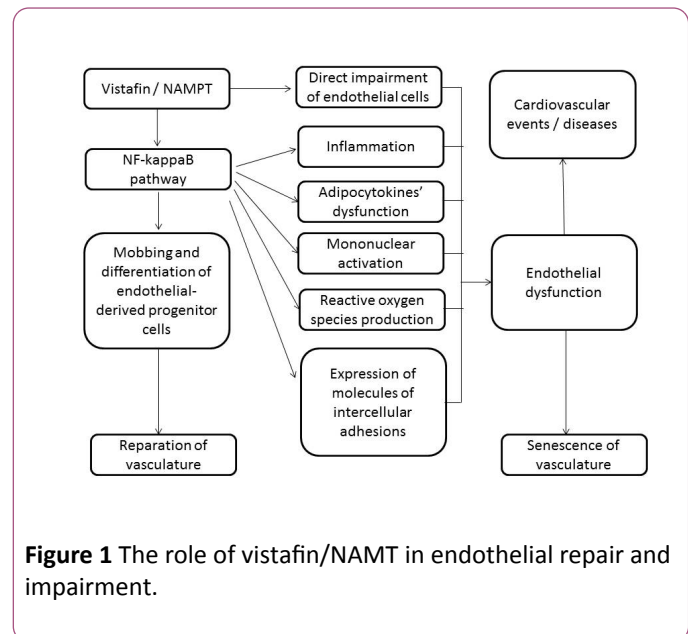 Vistafin / NAMPT
Direct impairment
of endothelial cells
Cardiovascular
events / diseases
NF-kappaB
pathway
Inflammation
Adipocytokines'
dysfunction
Mononuclear
activation
Mobbing and
differentiation of
endothelial-
derived progenitor
cells
Endothelial
dysfunction
Reactive oxygen
species production
Expression of
molecules of
intercellular
adhesions
Reparation of
vasculature
Senescence of
vasculature
Figure 1 The role of vistafin/NAMT in endothelial repair and
impairment.